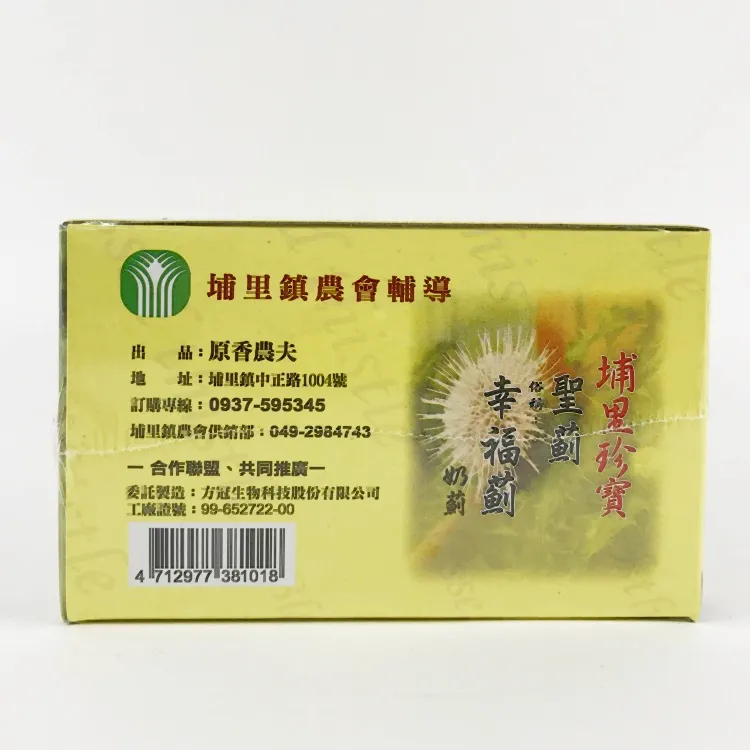 埔里鎮農會輔導
出　品：原香農夫
地　址：埔里鎮中正路1004號
訂購專線：0937-595345
埔里鎮農會供銷部：049-2984743
一 合作聯盟、共同推廣一
委託製造：方冠生物科技股份有限公司
工廠證號：99-652722-00
4 712977 381018
埔里珍寶
聖薊
俗稱
幸福薊
奶薊